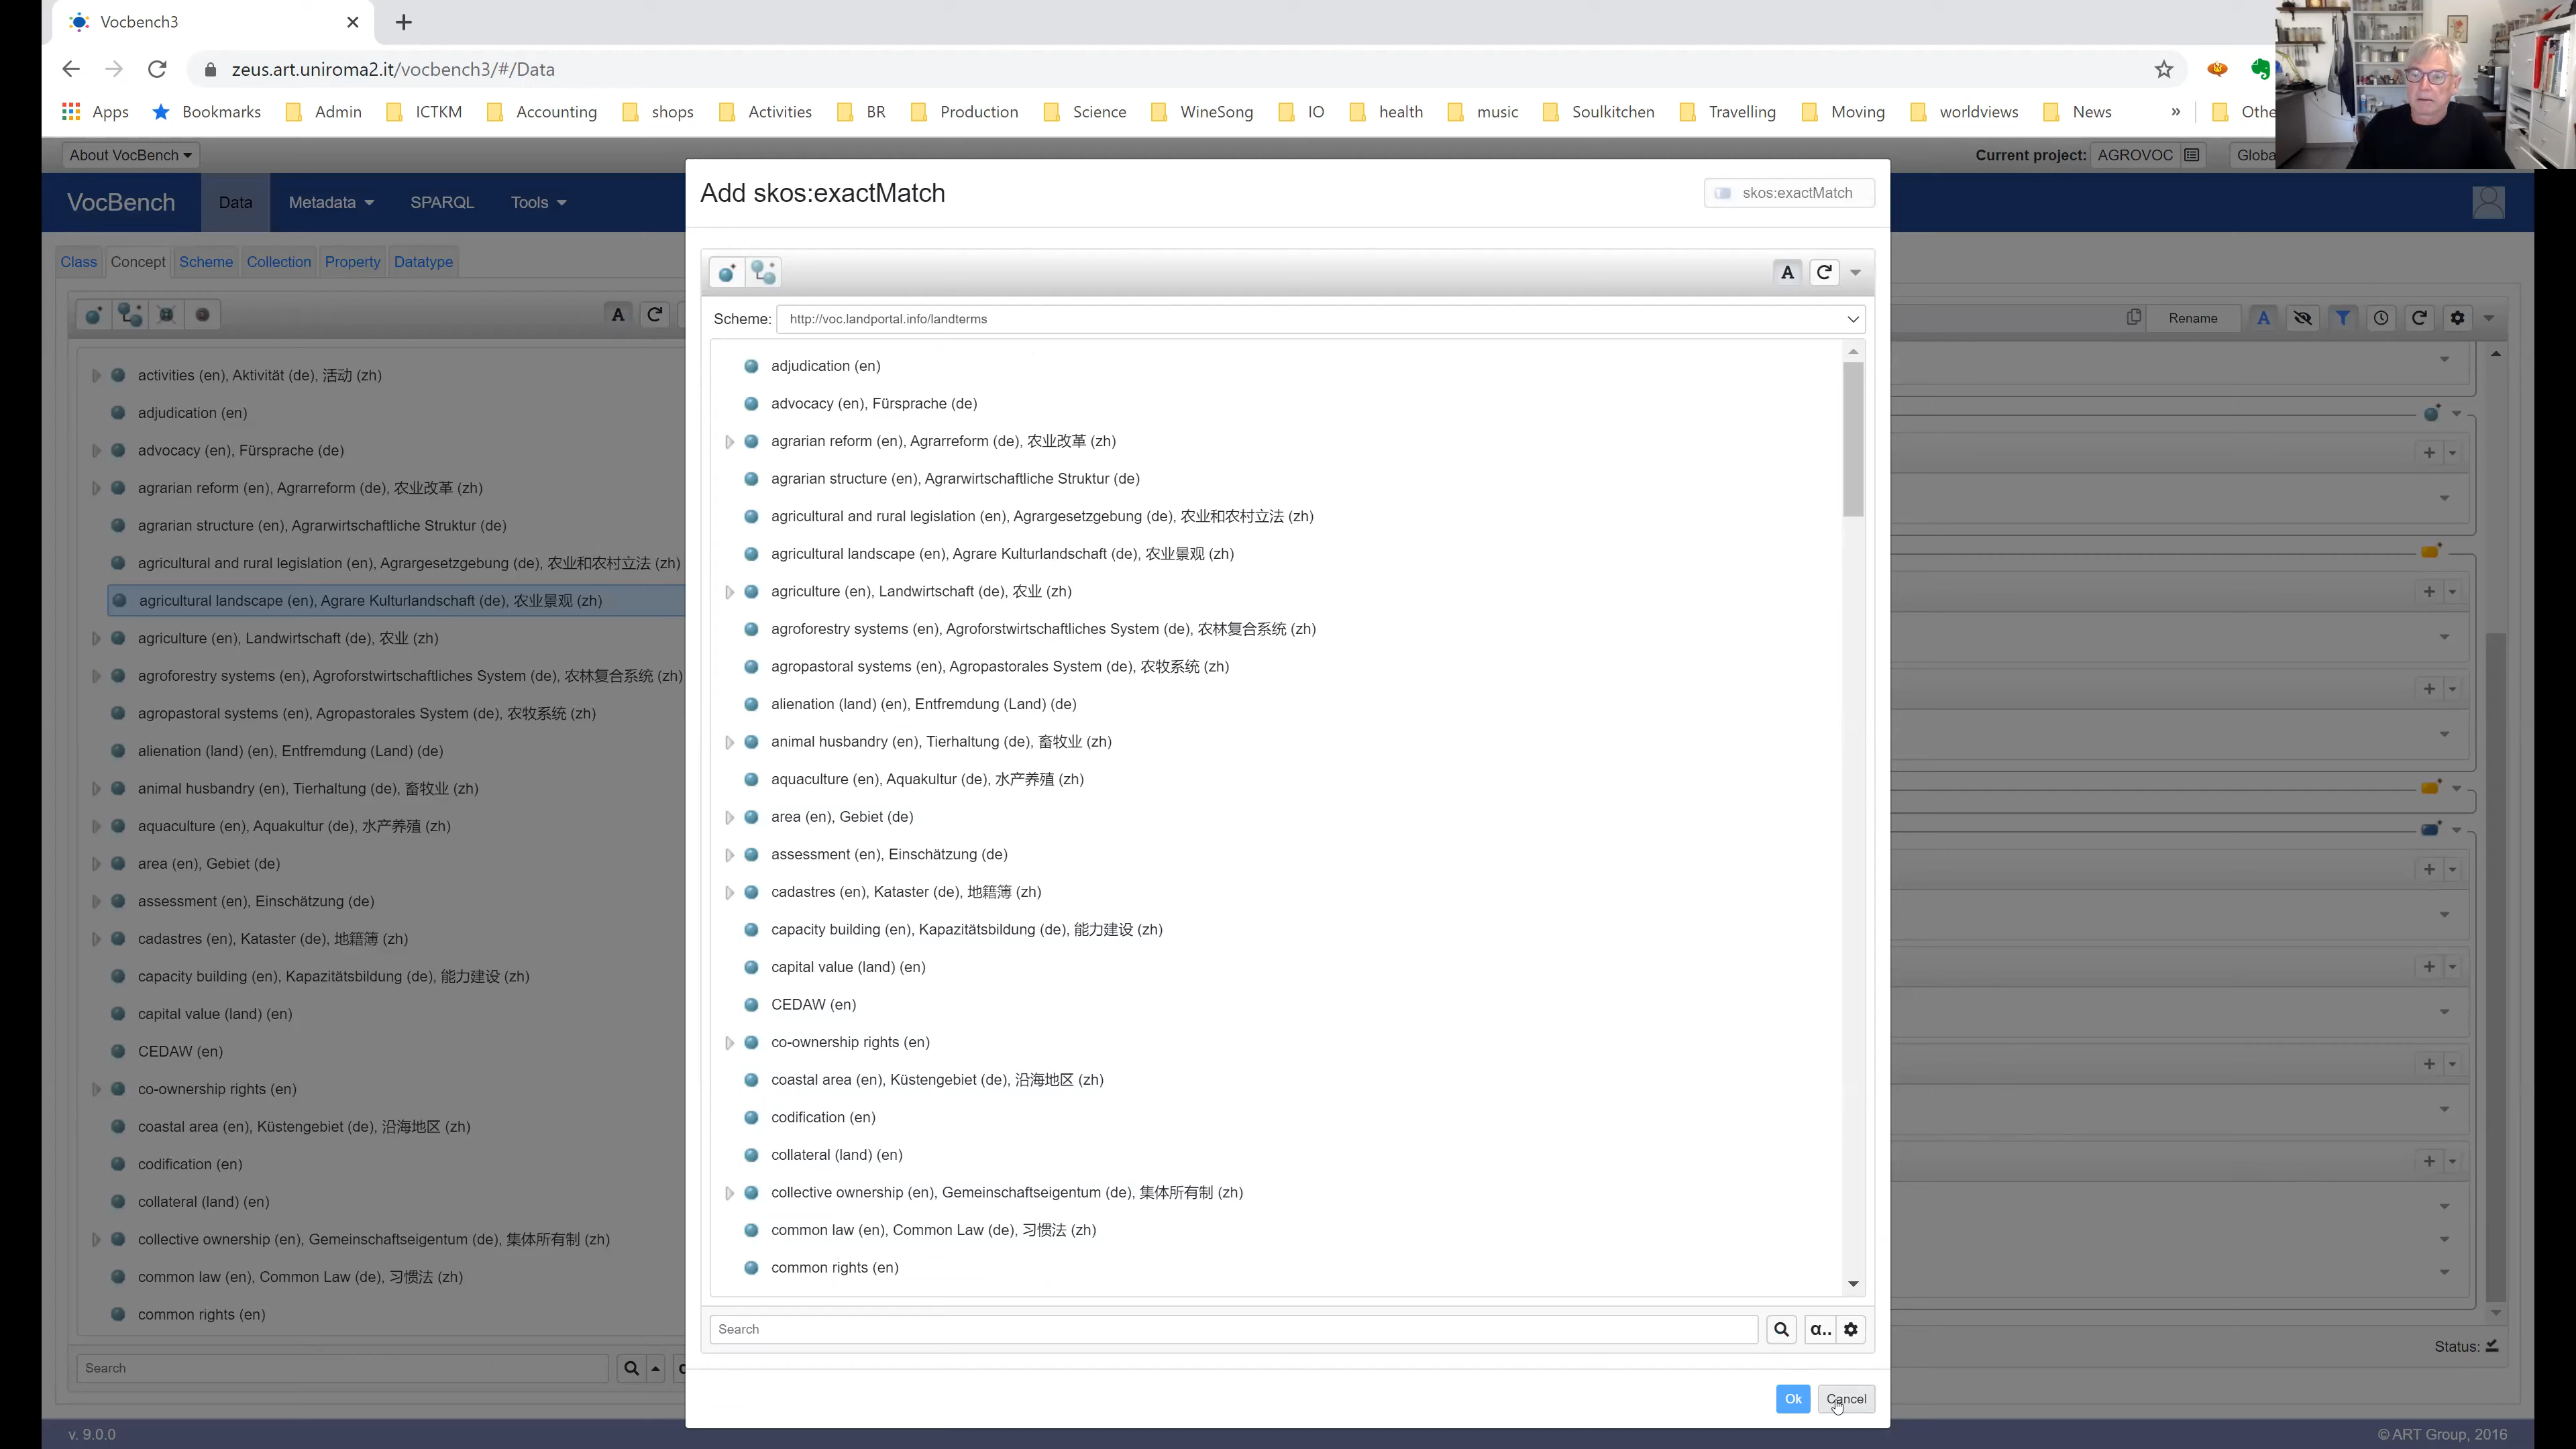 Vocbench3
zeus.art.uniroma2.it/vocbench3/#/Data
Apps Bookmarks Admin ICTKM Accounting shops Activities BR Production Science WineSong IO health music Soulkitchen Travelling Moving worldviews News » Othe
About VocBench Current project: AGROVOC Globa
VocBench Data Metadata SPARQL Tools
Class Concept Scheme Collection Property Datatype
A
activities (en), Aktivität (de), 活动 (zh)
adjudication (en)
advocacy (en), Fürsprache (de)
agrarian reform (en), Agrarreform (de), 农业改革 (zh)
agrarian structure (en), Agrarwirtschaftliche Struktur (de)
agricultural and rural legislation (en), Agrargesetzgebung (de), 农业和农村立法 (zh)
agricultural landscape (en), Agrare Kulturlandschaft (de), 农业景观 (zh)
agriculture (en), Landwirtschaft (de), 农业 (zh)
agroforestry systems (en), Agroforstwirtschaftliches System (de), 农林复合系统 (zh)
agropastoral systems (en), Agropastorales System (de), 农牧系统 (zh)
alienation (land) (en), Entfremdung (Land) (de)
animal husbandry (en), Tierhaltung (de), 畜牧业 (zh)
aquaculture (en), Aquakultur (de), 水产养殖 (zh)
area (en), Gebiet (de)
assessment (en), Einschätzung (de)
cadastres (en), Kataster (de), 地籍簿 (zh)
capacity building (en), Kapazitätsbildung (de), 能力建设 (zh)
capital value (land) (en)
CEDAW (en)
co-ownership rights (en)
coastal area (en), Küstengebiet (de), 沿海地区 (zh)
codification (en)
collateral (land) (en)
collective ownership (en), Gemeinschaftseigentum (de), 集体所有制 (zh)
common law (en), Common Law (de), 习惯法 (zh)
common rights (en)
Search
Add skos:exactMatch skos:exactMatch
A
Scheme: http://voc.landportal.info/landterms
adjudication (en)
advocacy (en), Fürsprache (de)
agrarian reform (en), Agrarreform (de), 农业改革 (zh)
agrarian structure (en), Agrarwirtschaftliche Struktur (de)
agricultural and rural legislation (en), Agrargesetzgebung (de), 农业和农村立法 (zh)
agricultural landscape (en), Agrare Kulturlandschaft (de), 农业景观 (zh)
agriculture (en), Landwirtschaft (de), 农业 (zh)
agroforestry systems (en), Agroforstwirtschaftliches System (de), 农林复合系统 (zh)
agropastoral systems (en), Agropastorales System (de), 农牧系统 (zh)
alienation (land) (en), Entfremdung (Land) (de)
animal husbandry (en), Tierhaltung (de), 畜牧业 (zh)
aquaculture (en), Aquakultur (de), 水产养殖 (zh)
area (en), Gebiet (de)
assessment (en), Einschätzung (de)
cadastres (en), Kataster (de), 地籍簿 (zh)
capacity building (en), Kapazitätsbildung (de), 能力建设 (zh)
capital value (land) (en)
CEDAW (en)
co-ownership rights (en)
coastal area (en), Küstengebiet (de), 沿海地区 (zh)
codification (en)
collateral (land) (en)
collective ownership (en), Gemeinschaftseigentum (de), 集体所有制 (zh)
common law (en), Common Law (de), 习惯法 (zh)
common rights (en)
Search α..
Ok Cancel
Rename A
Status:
v. 9.0.0 © ART Group, 2016